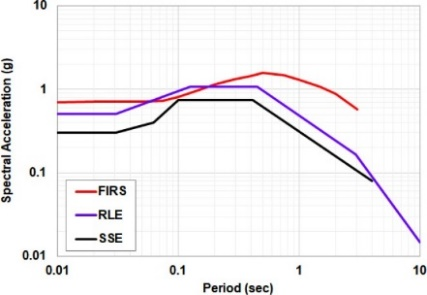 10
1
0.1
0.01
Spectral Acceleration (g)
FIRS
RLE
SSE
0.01
0.1
1
10
Period (sec)